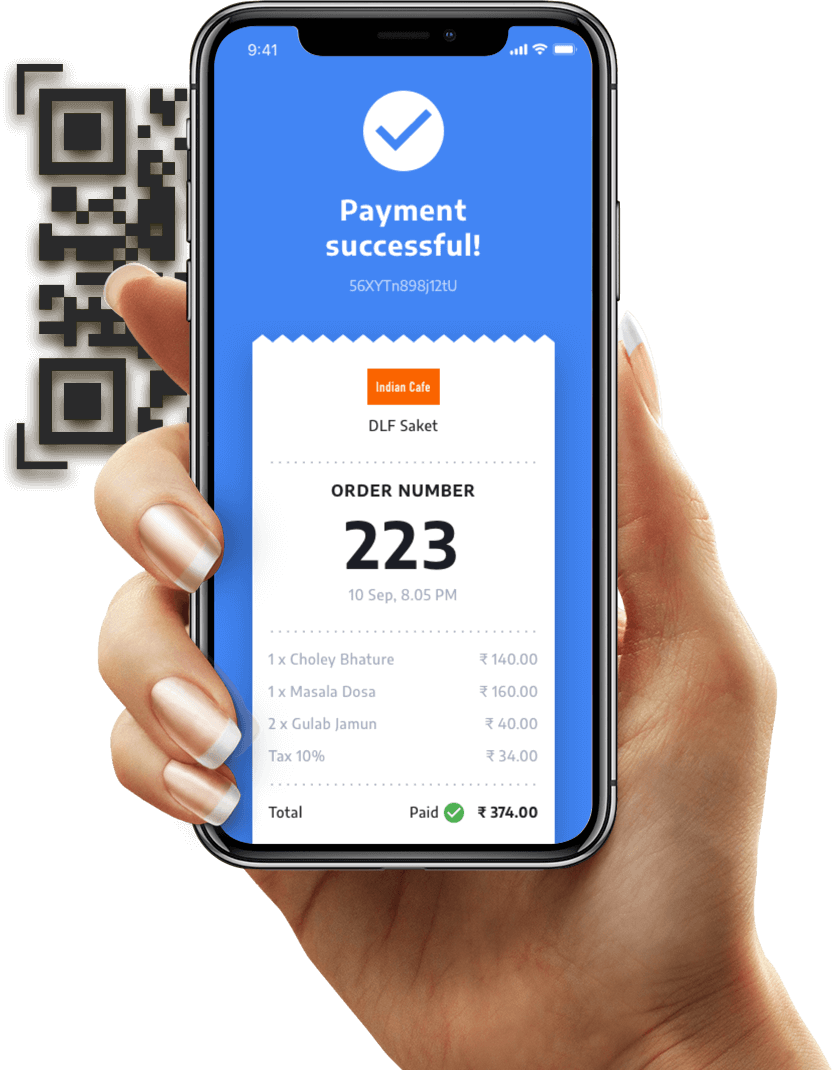 9:41
Payment
successful!
56XYTn898j12tU
Indian Cafe
DLF Saket
ORDER NUMBER
223
10 Sep, 8.05 PM
1 x Choley Bhature ₹ 140.00
1 x Masala Dosa ₹ 160.00
2 x Gulab Jamun ₹ 40.00
Tax 10% ₹ 34.00
Total Paid ₹ 374.00